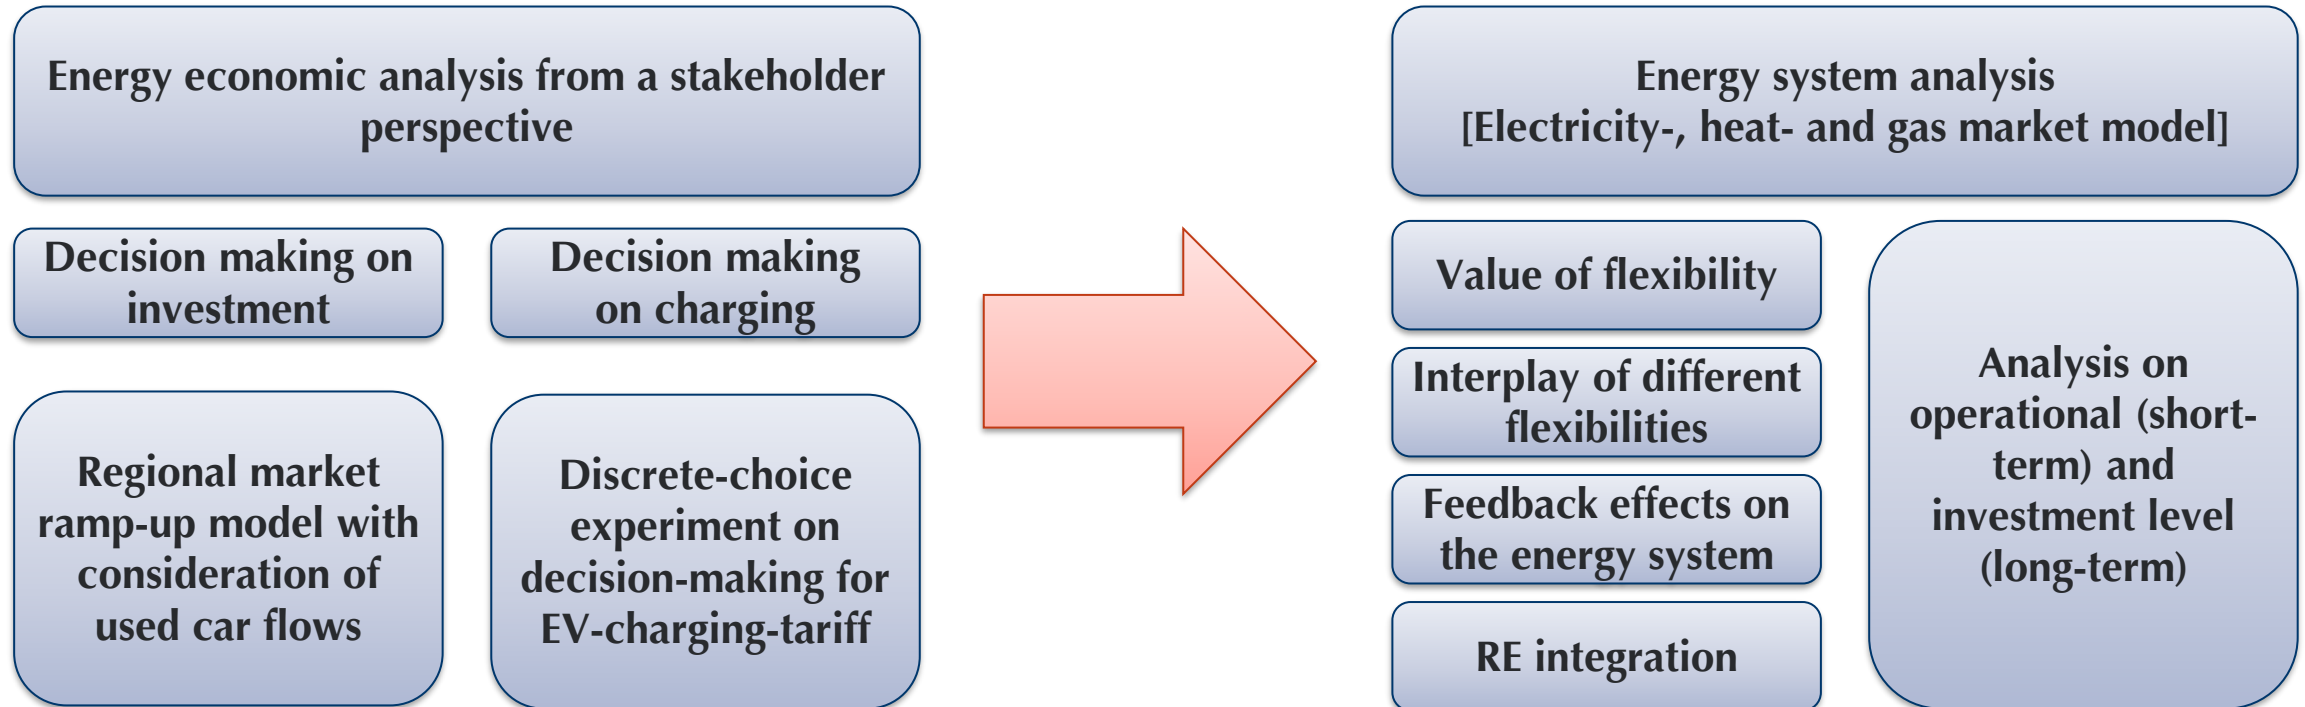 Energy economic analysis from a stakeholder
perspective
Decision making on
investment
Decision making
on charging
Regional market
ramp-up model with
consideration of
used car flows
Discrete-choice
experiment on
decision-making for
EV-charging-tariff
Energy system analysis
[Electricity-, heat- and gas market model]
Value of flexibility
Interplay of different
flexibilities
Feedback effects on
the energy system
RE integration
Analysis on
operational (short-
term) and
investment level
(long-term)